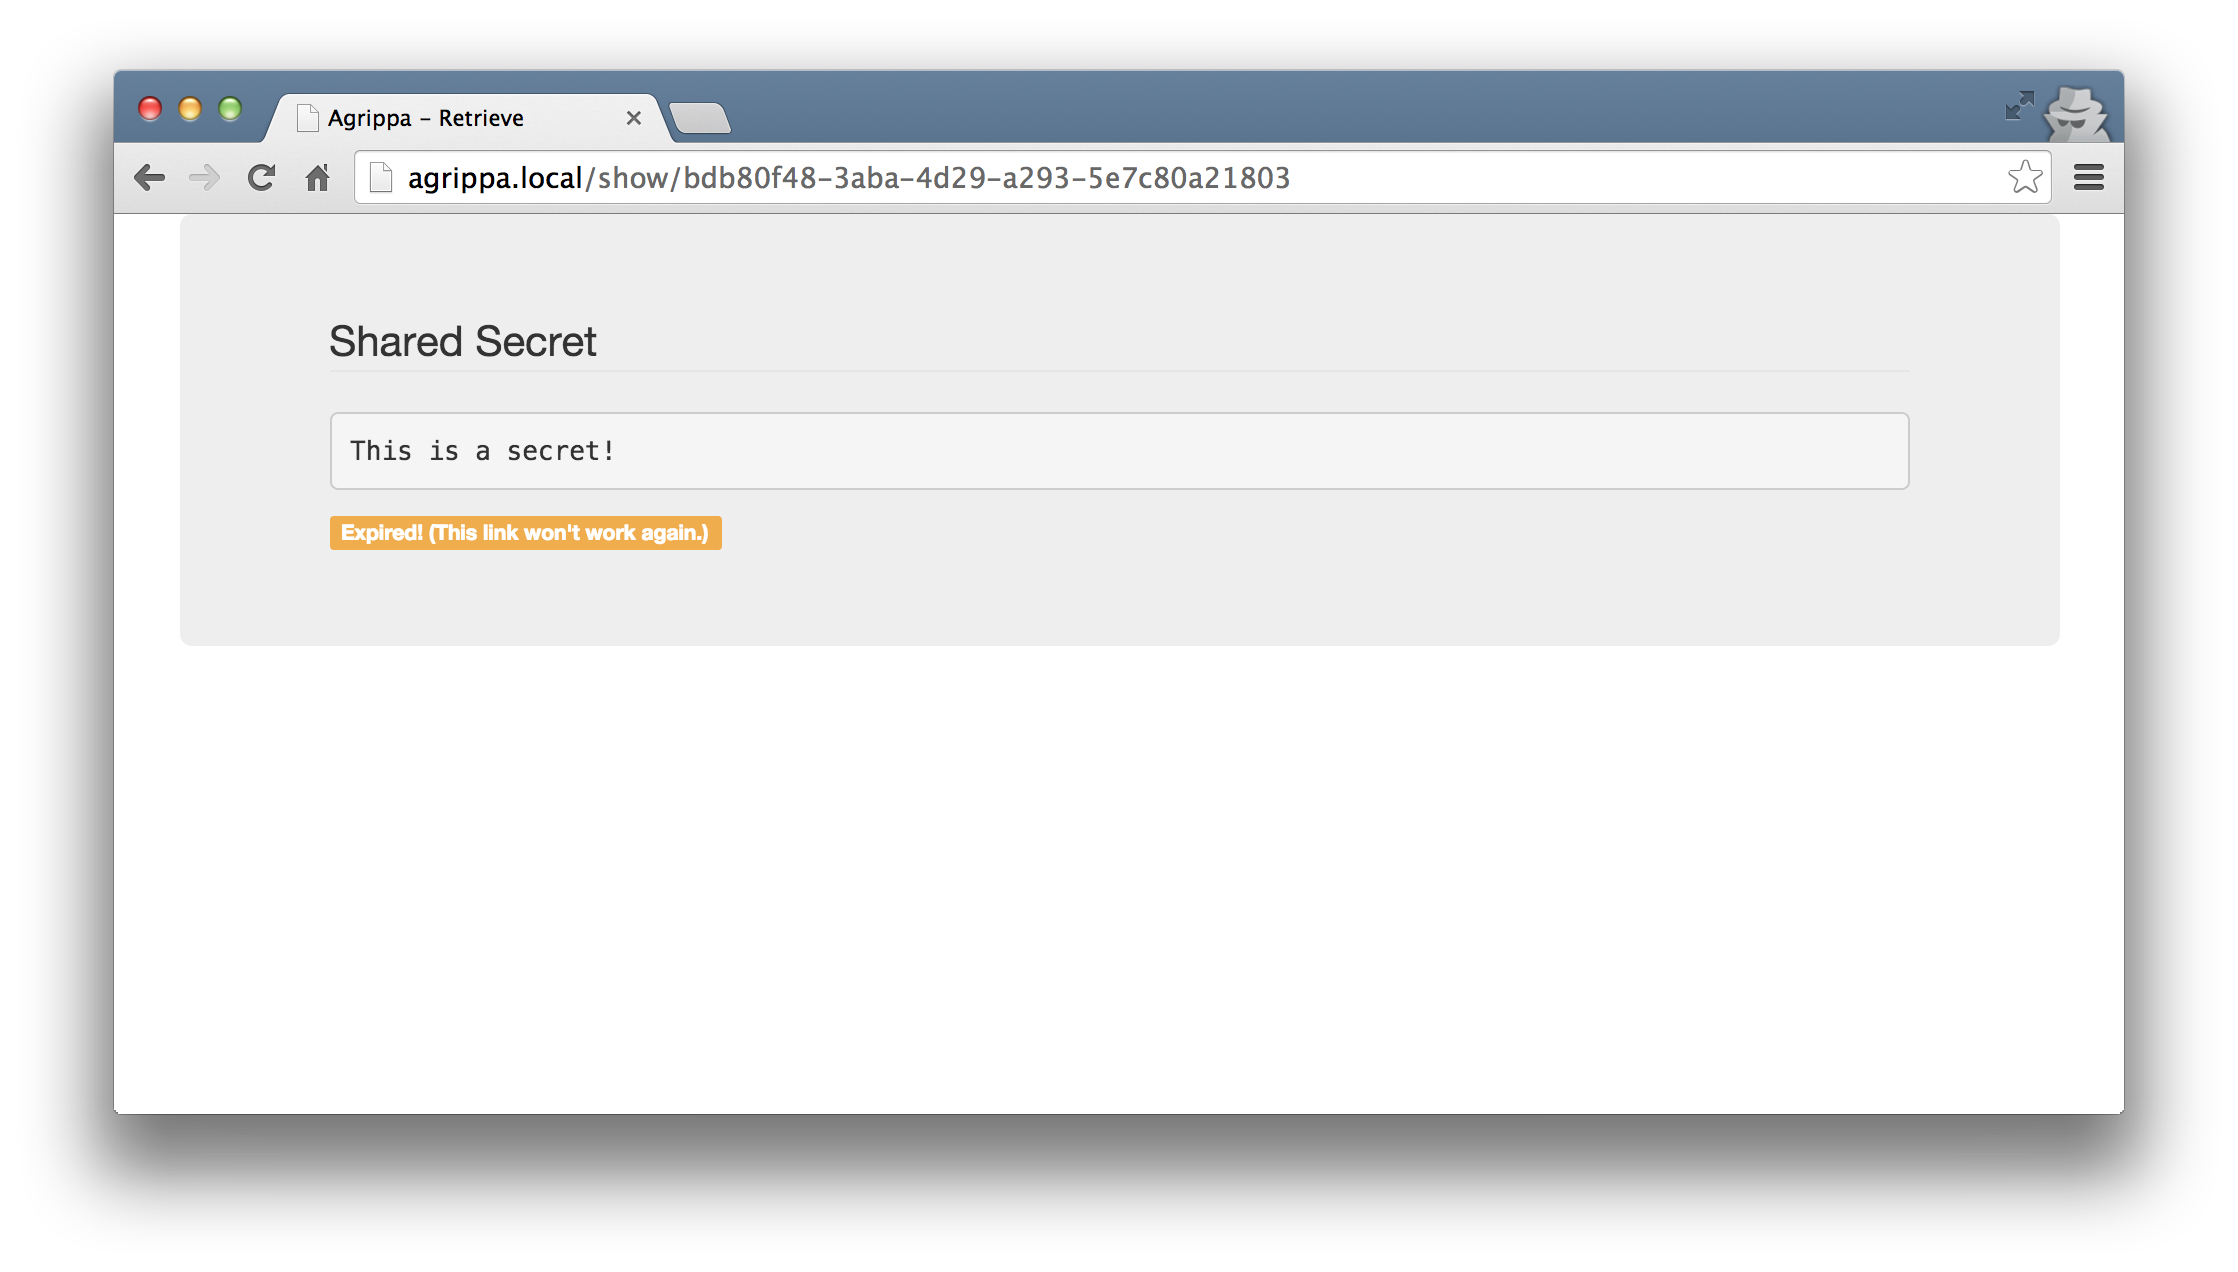 Agrippa – Retrieve
agrippa.local/show/bdb80f48-3aba-4d29-a293-5e7c80a21803
Shared Secret
This is a secret!
Expired! (This link won't work again.)